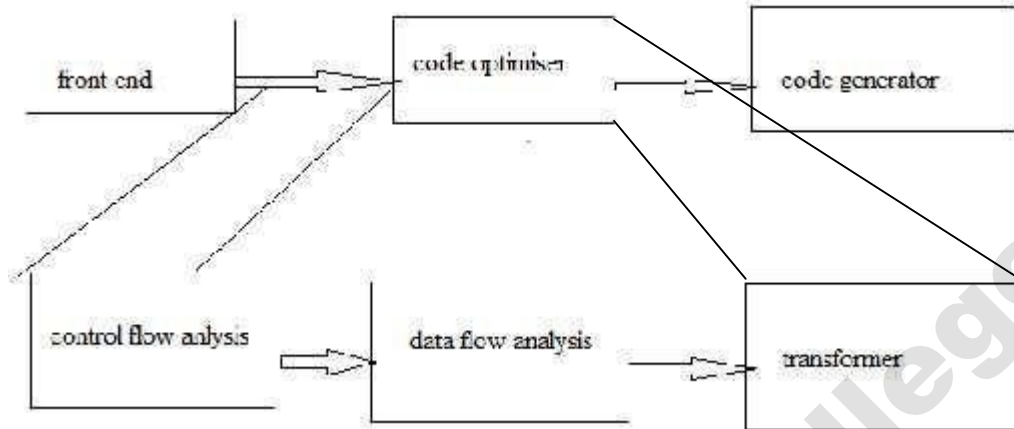 front end
code optimiser
code generator
control flow anlysis
data flow analysis
transformer